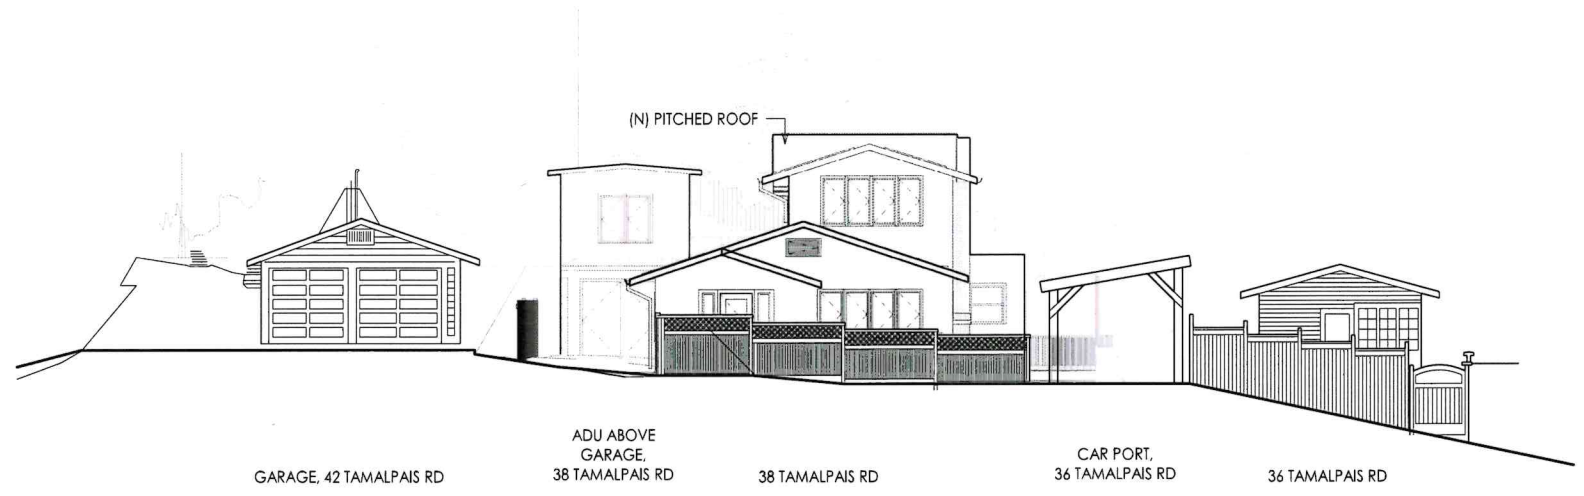 (N) PITCHED ROOF
GARAGE, 42 TAMALPAIS RD
ADU ABOVE
GARAGE,
38 TAMALPAIS RD
38 TAMALPAIS RD
CAR PORT,
36 TAMALPAIS RD
36 TAMALPAIS RD